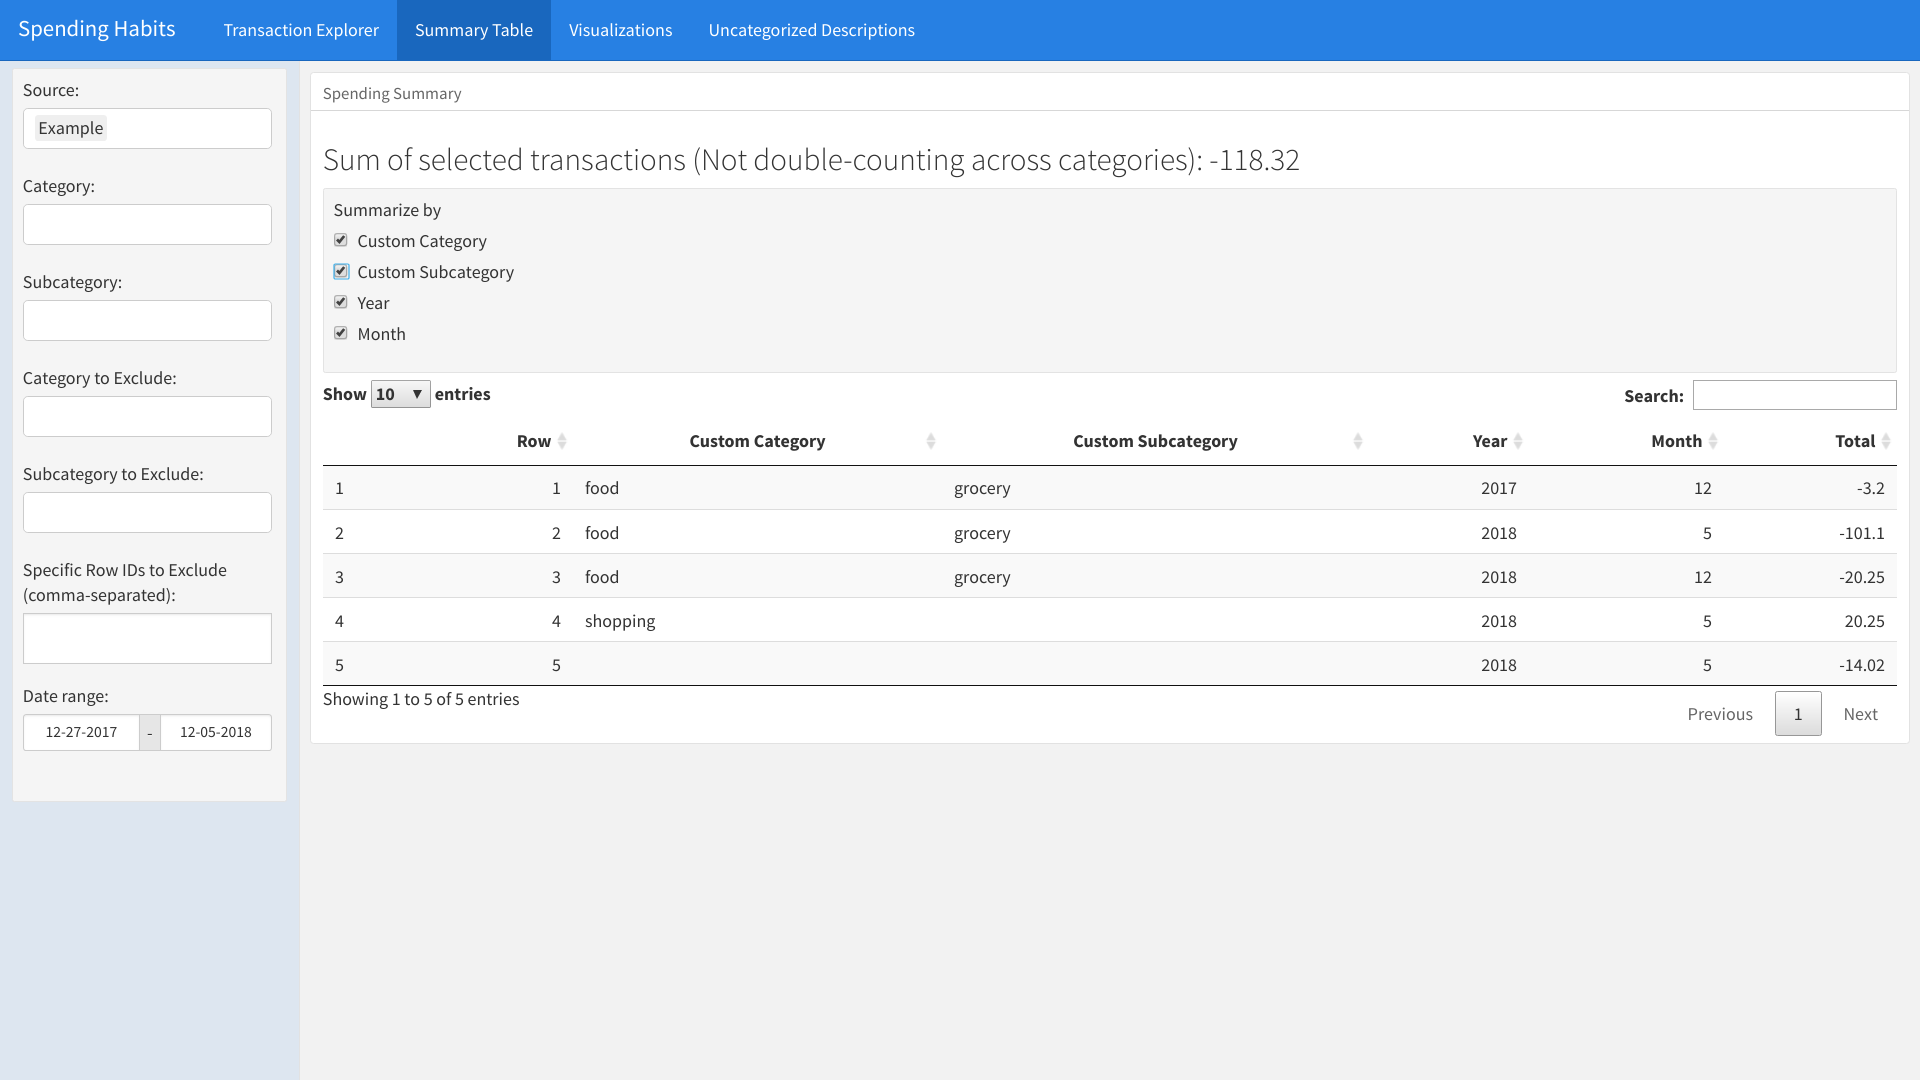 Spending Habits Transaction Explorer Summary Table Visualizations Uncategorized Descriptions
Source:
Example
Category:
Subcategory:
Category to Exclude:
Subcategory to Exclude:
Specific Row IDs to Exclude
(comma-separated):
Date range:
12-27-2017 - 12-05-2018
Spending Summary
Sum of selected transactions (Not double-counting across categories): -118.32
Summarize by
Custom Category
Custom Subcategory
Year
Month
Show 10 entries Search:
Row Custom Category Custom Subcategory Year Month Total
1 1 food grocery 2017 12 -3.2
2 2 food grocery 2018 5 -101.1
3 3 food grocery 2018 12 -20.25
4 4 shopping 2018 5 20.25
5 5 2018 5 -14.02
Showing 1 to 5 of 5 entries
Previous 1 Next